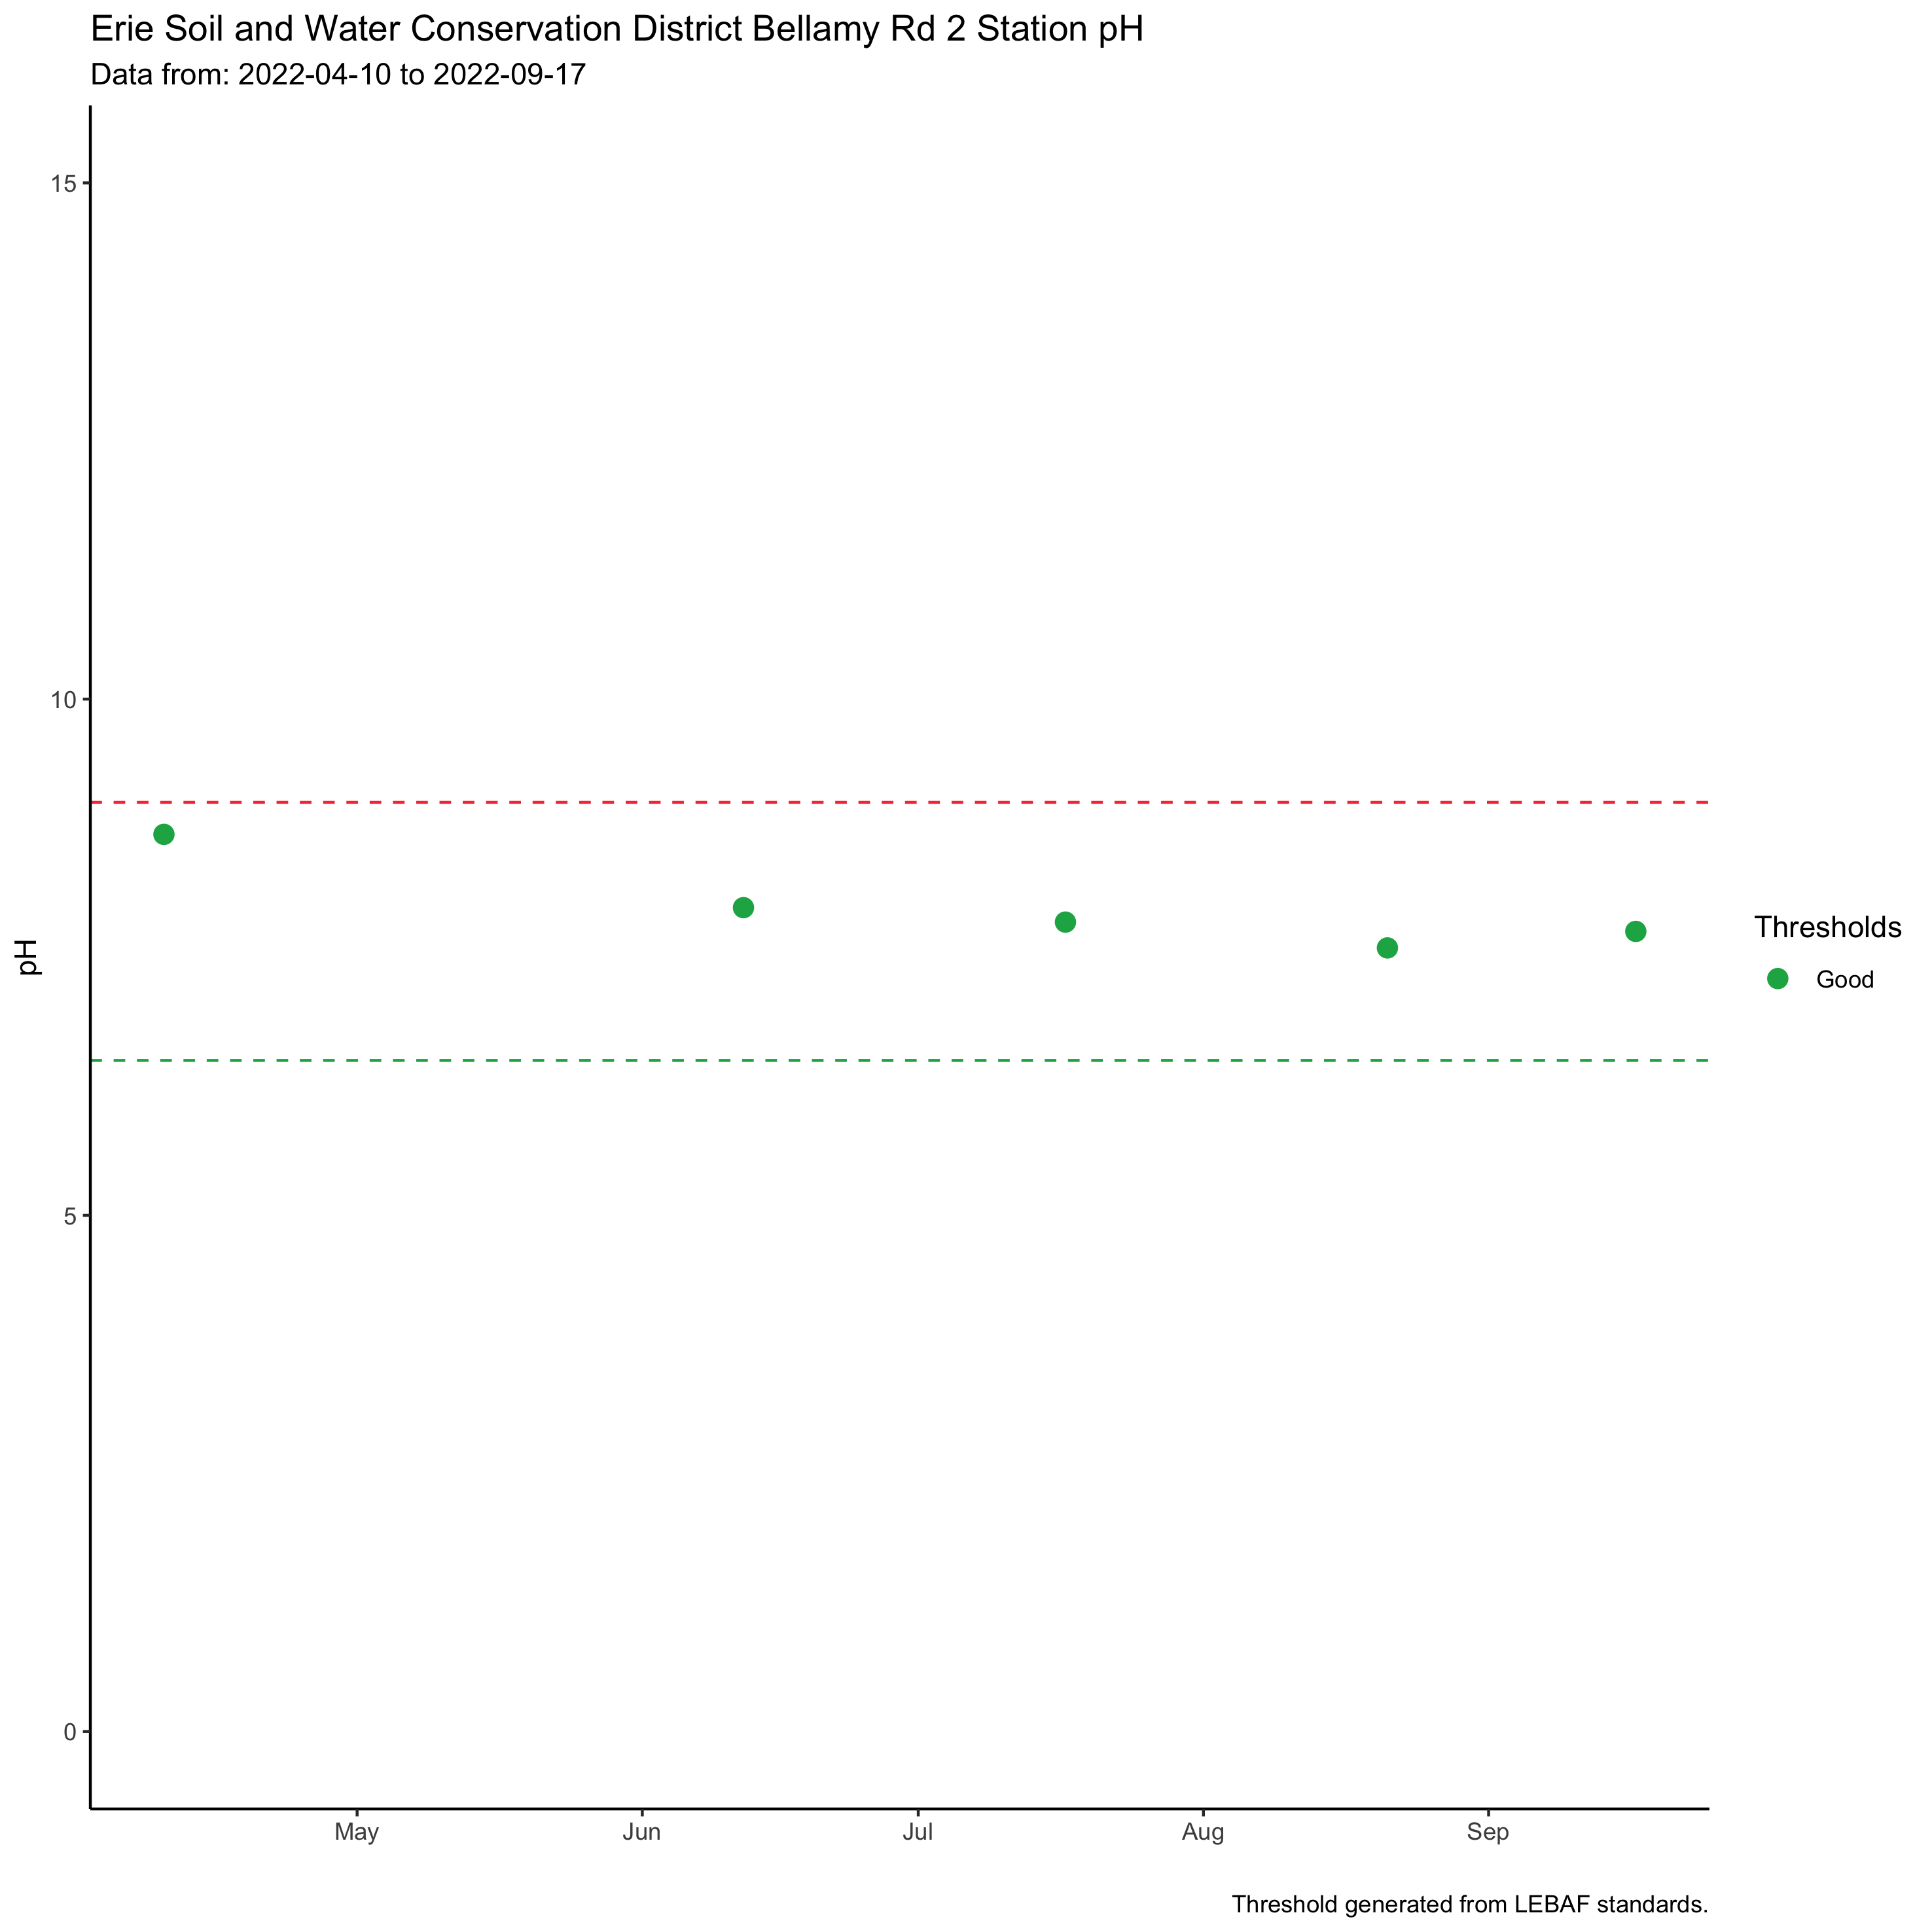 Erie Soil and Water Conservation District Bellamy Rd 2 Station pH
Data from: 2022-04-10 to 2022-09-17
15
10
5
0
pH
May Jun Jul Aug Sep
Thresholds
Good
Threshold generated from LEBAF standards.